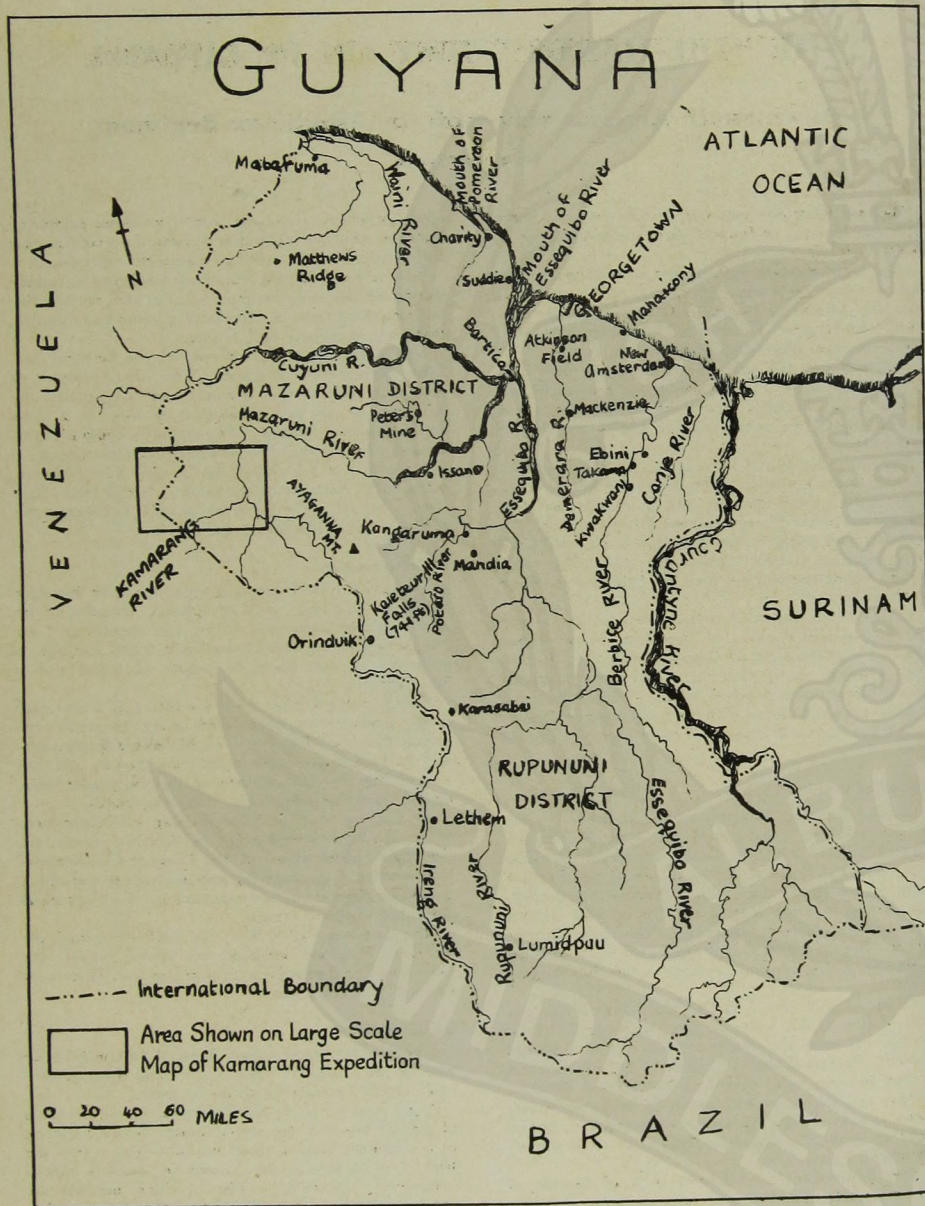 GUYANA
ATLANTIC
OCEAN
VENEZUELA
N
Mabaruma
Waini
River
Mouth of
Pomeroon
River
Charity
Matthews
Ridge
Suddie
Mouth of
Essequibo River
GEORGETOWN
Mahaicony
Bartica
Atkinson
Field
New
Amsterdam
Cuyuni R.
MAZARUNI DISTRICT
Peters
Mine
Mackenzie
Mazaruni River
Essequibo R.
Demerara R.
Ebini
Takama
Kwakwani
Canje River
Issano
AYAGANNA
MT.
KAMARANG
RIVER
Kangaruma
Mandia
Kaieteur
Falls
(741 ft)
Potaro River
Berbice River
Courantyne River
SURINAM
Orinduik
Karasabai
RUPUNUNI
DISTRICT
Lethem
Essequibo River
Ireng River
Rupununi River
Lumidpau
International Boundary
Area Shown on Large Scale
Map of Kamarang Expedition
0 20 40 60 MILES
BRAZIL
MIDDLES